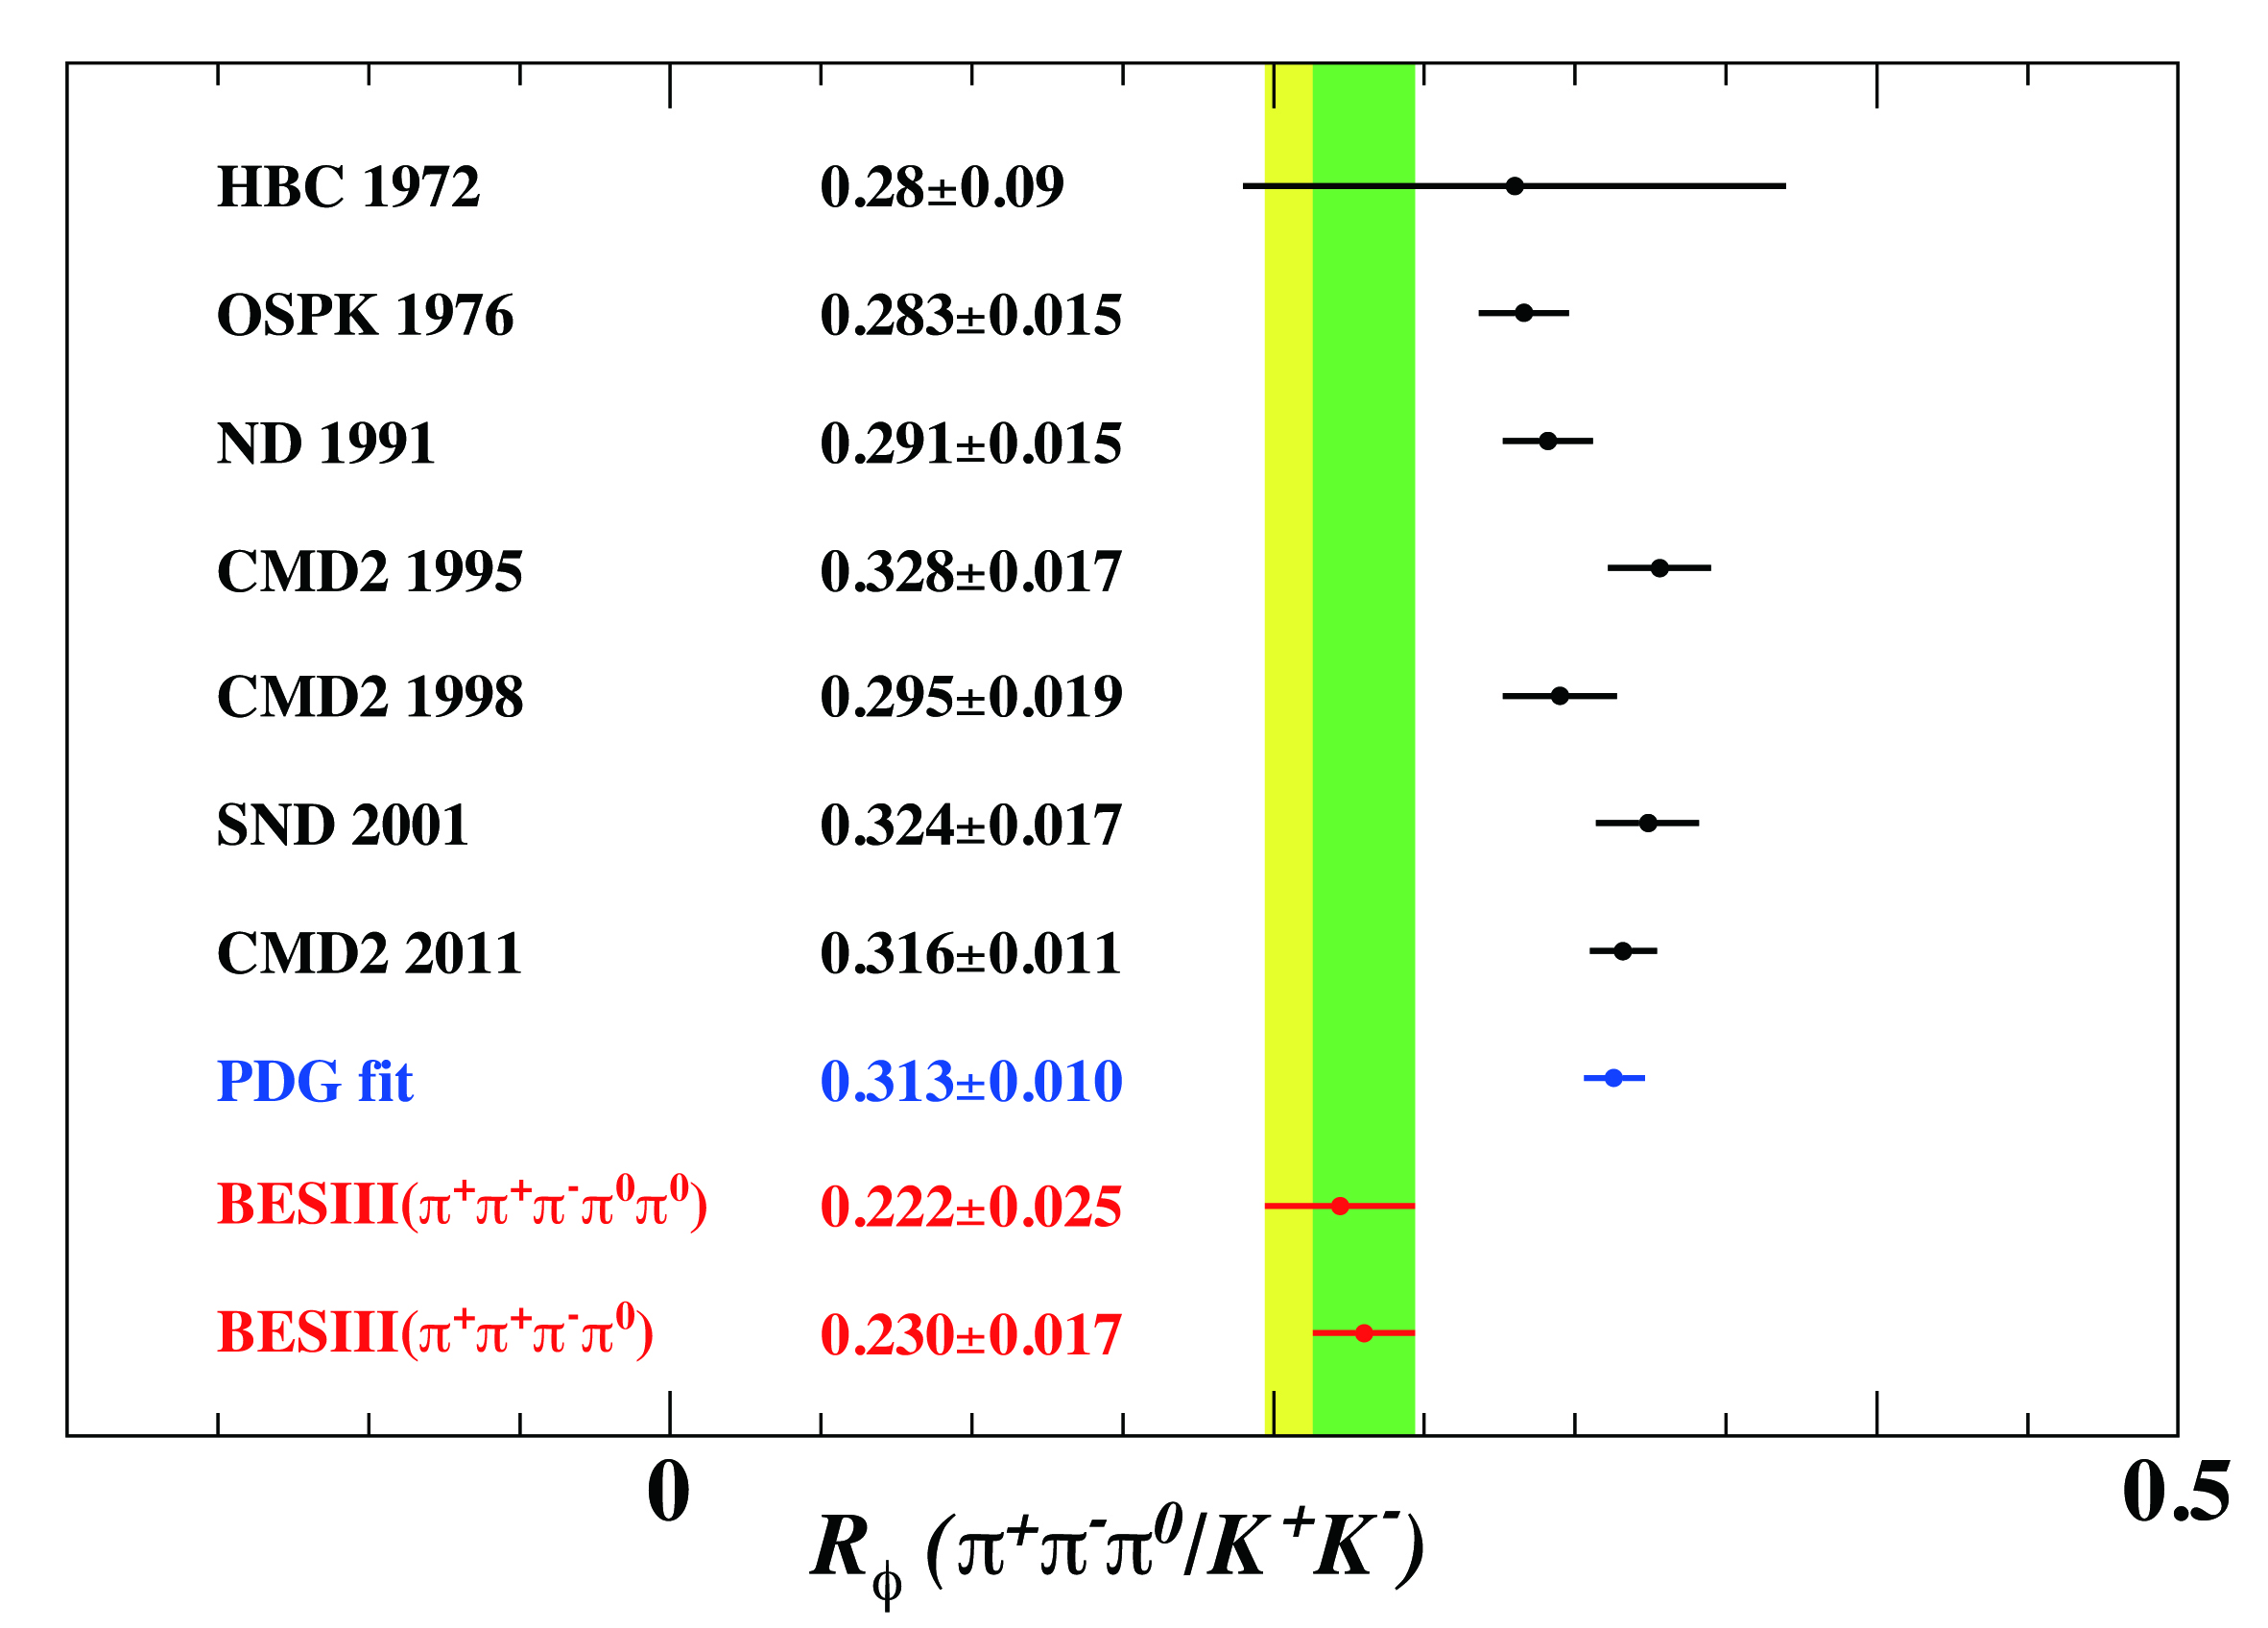 HBC 1972 0.28±0.09
OSPK 1976 0.283±0.015
ND 1991 0.291±0.015
CMD2 1995 0.328±0.017
CMD2 1998 0.295±0.019
SND 2001 0.324±0.017
CMD2 2011 0.316±0.011
PDG fit 0.313±0.010
BESIII(π⁺π⁺π⁻π⁰π⁰) 0.222±0.025
BESIII(π⁺π⁺π⁻π⁰) 0.230±0.017
0 0.5
R_ϕ (π⁺π⁻π⁰/K⁺K⁻)